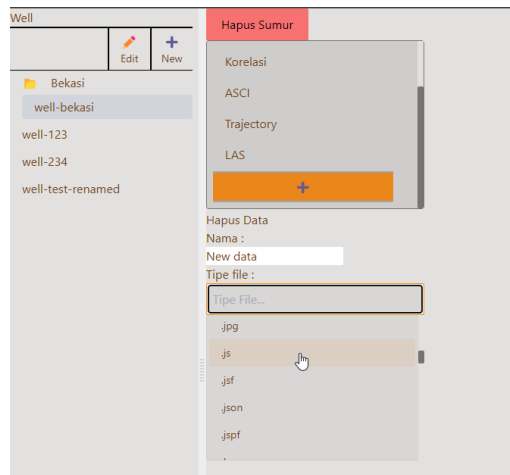 Well
Edit
New
Bekasi
well-bekasi
well-123
well-234
well-test-renamed
Hapus Sumur
Korelasi
ASCI
Trajectory
LAS
+
Hapus Data
Nama :
New data
Tipe file :
Tipe File...
.jpg
.js
.jsf
.json
.jspf